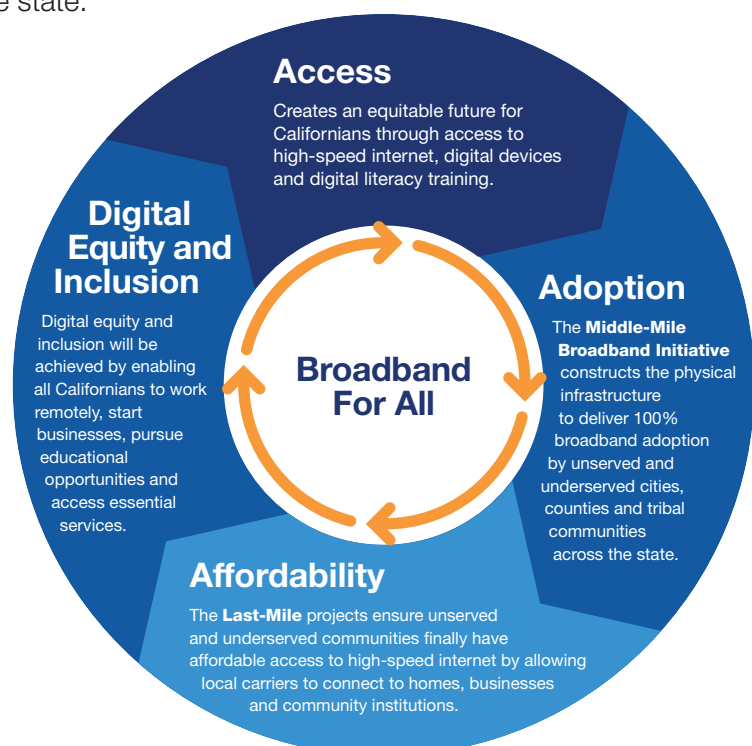 e state.
Access
Creates an equitable future for
Californians through access to
high-speed internet, digital devices
and digital literacy training.
Adoption
The Middle-Mile
Broadband Initiative
constructs the physical
infrastructure
to deliver 100%
broadband adoption
by unserved and
underserved cities,
counties and tribal
communities
across the state.
Affordability
The Last-Mile projects ensure unserved
and underserved communities finally have
affordable access to high-speed internet by allowing
local carriers to connect to homes, businesses
and community institutions.
Digital
Equity and
Inclusion
Digital equity and
inclusion will be
achieved by enabling
all Californians to work
remotely, start
businesses, pursue
educational
opportunities and
access essential
services.
Broadband
For All